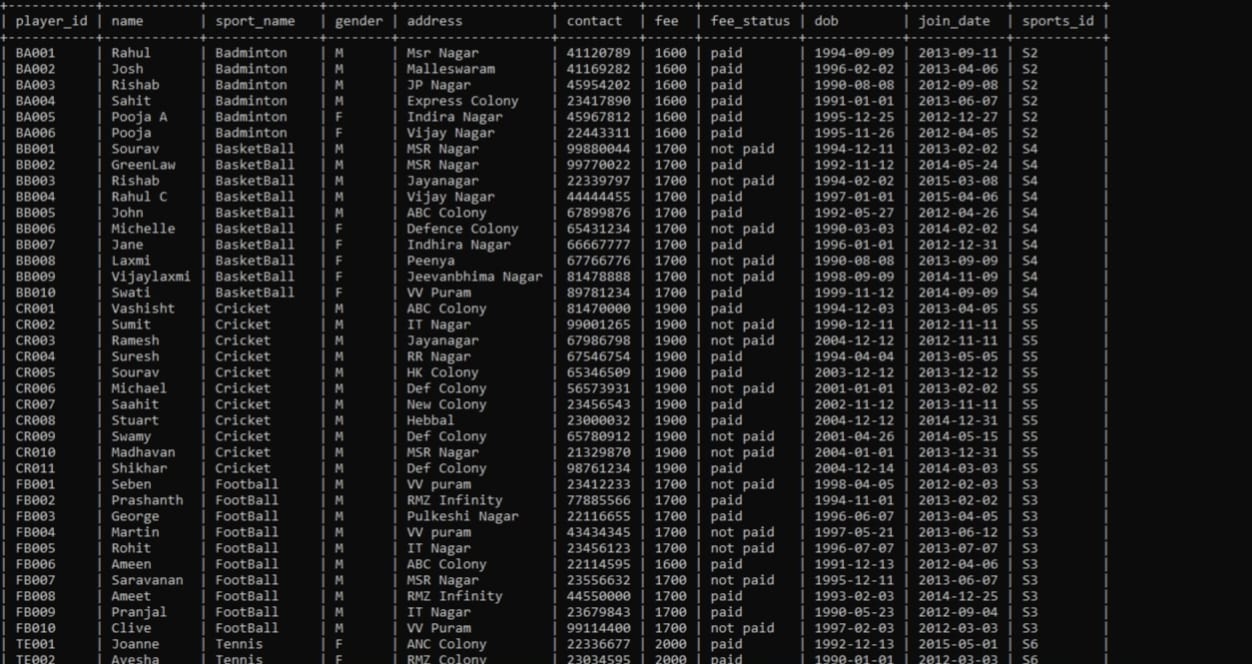 | player_id | name | sport_name | gender | address | contact | fee | fee_status | dob | join_date | sports_id |
| BA001 | Rahul | Badminton | M | Msr Nagar | 41120789 | 1600 | paid | 1994-09-09 | 2013-09-11 | S2 |
| BA002 | Josh | Badminton | M | Malleswaram | 41169282 | 1600 | paid | 1996-02-02 | 2013-04-06 | S2 |
| BA003 | Rishab | Badminton | M | JP Nagar | 45954202 | 1600 | paid | 1990-08-08 | 2012-09-08 | S2 |
| BA004 | Sahit | Badminton | M | Express Colony | 23417890 | 1600 | paid | 1991-01-01 | 2013-06-07 | S2 |
| BA005 | Pooja A | Badminton | F | Indira Nagar | 45967812 | 1600 | paid | 1995-12-25 | 2012-12-27 | S2 |
| BA006 | Pooja | Badminton | F | Vijay Nagar | 22443311 | 1600 | paid | 1995-11-26 | 2012-04-05 | S2 |
| BB001 | Sourav | BasketBall | M | MSR Nagar | 99880044 | 1700 | not paid | 1994-12-11 | 2013-02-02 | S4 |
| BB002 | GreenLaw | BasketBall | M | MSR Nagar | 99770022 | 1700 | paid | 1992-11-12 | 2014-05-24 | S4 |
| BB003 | Rishab | BasketBall | M | Jayanagar | 22339797 | 1700 | not paid | 1994-02-02 | 2015-03-08 | S4 |
| BB004 | Rahul C | BasketBall | M | Vijay Nagar | 44444455 | 1700 | paid | 1997-01-01 | 2015-04-06 | S4 |
| BB005 | John | BasketBall | M | ABC Colony | 67899876 | 1700 | paid | 1992-05-27 | 2012-04-26 | S4 |
| BB006 | Michelle | BasketBall | F | Defence Colony | 65431234 | 1700 | not paid | 1990-03-03 | 2014-02-02 | S4 |
| BB007 | Jane | BasketBall | F | Indhira Nagar | 66667777 | 1700 | paid | 1996-01-01 | 2012-12-31 | S4 |
| BB008 | Laxmi | BasketBall | F | Peenya | 67766776 | 1700 | not paid | 1990-08-08 | 2013-09-09 | S4 |
| BB009 | Vijaylaxmi | BasketBall | F | Jeevanbhima Nagar | 81478888 | 1700 | not paid | 1998-09-09 | 2014-11-09 | S4 |
| BB010 | Swati | BasketBall | F | VV Puram | 89781234 | 1700 | paid | 1999-11-12 | 2014-09-09 | S4 |
| CR001 | Vashisht | Cricket | M | ABC Colony | 81470000 | 1900 | paid | 1994-12-03 | 2013-04-05 | S5 |
| CR002 | Sumit | Cricket | M | IT Nagar | 99001265 | 1900 | not paid | 1990-12-11 | 2012-11-11 | S5 |
| CR003 | Ramesh | Cricket | M | Jayanagar | 67986798 | 1900 | not paid | 2004-12-12 | 2012-11-11 | S5 |
| CR004 | Suresh | Cricket | M | RR Nagar | 67546754 | 1900 | paid | 1994-04-04 | 2013-05-05 | S5 |
| CR005 | Sourav | Cricket | M | HK Colony | 65346509 | 1900 | paid | 2003-12-12 | 2013-12-12 | S5 |
| CR006 | Michael | Cricket | M | Def Colony | 56573931 | 1900 | not paid | 2001-01-01 | 2013-02-02 | S5 |
| CR007 | Saahit | Cricket | M | New Colony | 23456543 | 1900 | paid | 2002-11-12 | 2013-11-11 | S5 |
| CR008 | Stuart | Cricket | M | Hebbal | 23000032 | 1900 | paid | 2004-12-12 | 2014-12-31 | S5 |
| CR009 | Swamy | Cricket | M | Def Colony | 65780912 | 1900 | not paid | 2001-04-26 | 2014-05-15 | S5 |
| CR010 | Madhavan | Cricket | M | MSR Nagar | 21329870 | 1900 | not paid | 2004-01-01 | 2013-12-31 | S5 |
| CR011 | Shikhar | Cricket | M | Def Colony | 98761234 | 1900 | paid | 2004-12-14 | 2014-03-03 | S5 |
| FB001 | Seben | FootBall | M | VV puram | 23412233 | 1700 | not paid | 1998-04-05 | 2012-02-03 | S3 |
| FB002 | Prashanth | FootBall | M | RMZ Infinity | 77885566 | 1700 | paid | 1994-11-01 | 2013-02-02 | S3 |
| FB003 | George | FootBall | M | Pulkeshi Nagar | 22116655 | 1700 | paid | 1996-06-07 | 2013-04-05 | S3 |
| FB004 | Martin | FootBall | M | VV puram | 43434345 | 1700 | not paid | 1997-05-21 | 2013-06-12 | S3 |
| FB005 | Rohit | FootBall | M | IT Nagar | 23456123 | 1700 | not paid | 1996-07-07 | 2013-07-07 | S3 |
| FB006 | Ameen | FootBall | M | ABC Colony | 22114595 | 1600 | paid | 1991-12-13 | 2012-04-06 | S3 |
| FB007 | Saravanan | FootBall | M | MSR Nagar | 23556632 | 1700 | not paid | 1995-12-11 | 2013-06-07 | S3 |
| FB008 | Ameet | FootBall | M | RMZ Infinity | 44550000 | 1700 | paid | 1993-02-03 | 2014-12-25 | S3 |
| FB009 | Pranjal | FootBall | M | IT Nagar | 23679843 | 1700 | paid | 1990-05-23 | 2012-09-04 | S3 |
| FB010 | Clive | FootBall | M | VV Puram | 99114400 | 1700 | not paid | 1997-02-03 | 2012-03-03 | S3 |
| TE001 | Joanne | Tennis | F | ANC Colony | 22336677 | 2000 | paid | 1992-12-13 | 2015-05-01 | S6 |
| TE002 | Ayesha | Tennis | F | RMZ Colony | 23034595 | 2000 | paid | 1990-01-01 | 2012-03-03 | S6 |